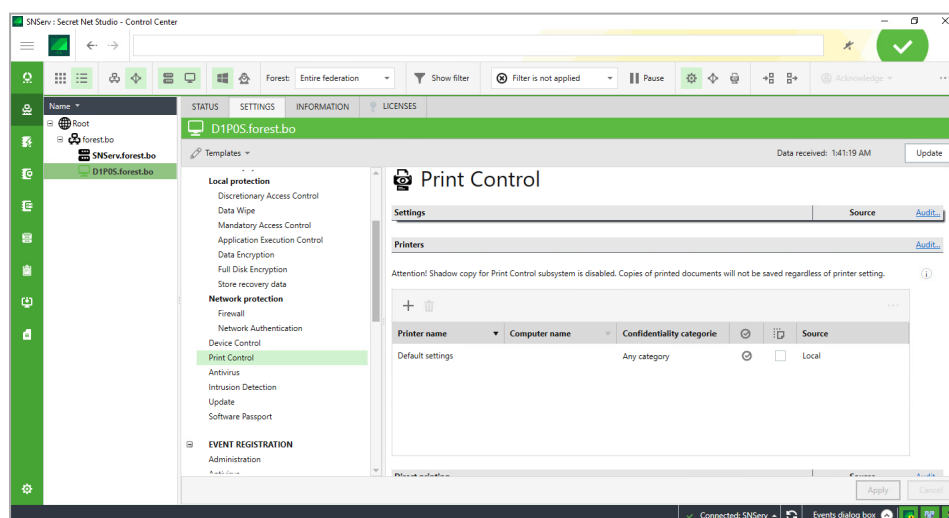 SNServ : Secret Net Studio - Control Center
Forest: Entire federation Show filter Filter is not applied Pause Acknowledge
Name STATUS SETTINGS INFORMATION LICENSES
Root
forest.bo
SNServ.forest.bo
D1P0S.forest.bo
D1P0S.forest.bo
Templates Data received: 1:41:19 AM Update
Local protection
Discretionary Access Control
Data Wipe
Mandatory Access Control
Application Execution Control
Data Encryption
Full Disk Encryption
Store recovery data
Network protection
Firewall
Network Authentication
Device Control
Print Control
Antivirus
Intrusion Detection
Update
Software Passport
EVENT REGISTRATION
Administration
Antivirus
Print Control
Settings Source Audit...
Printers Audit...
Attention! Shadow copy for Print Control subsystem is disabled. Copies of printed documents will not be saved regardless of printer setting.
Printer name Computer name Confidentiality categorie Source
Default settings Any category Local
Direct printing Source Audit...
Apply Cancel
Connected: SNServ Events dialog box